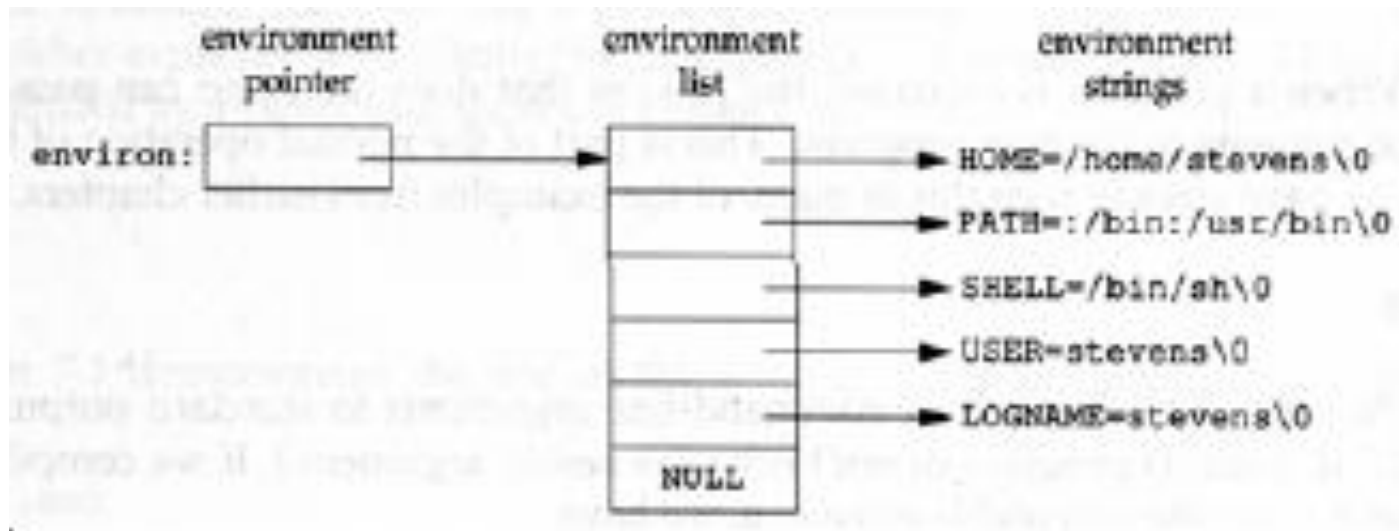 environment pointer
environment list
environment strings
environ:
HOME=/home/stevens\0
PATH=:/bin:/usr/bin\0
SHELL=/bin/sh\0
USER=stevens\0
LOGNAME=stevens\0
NULL